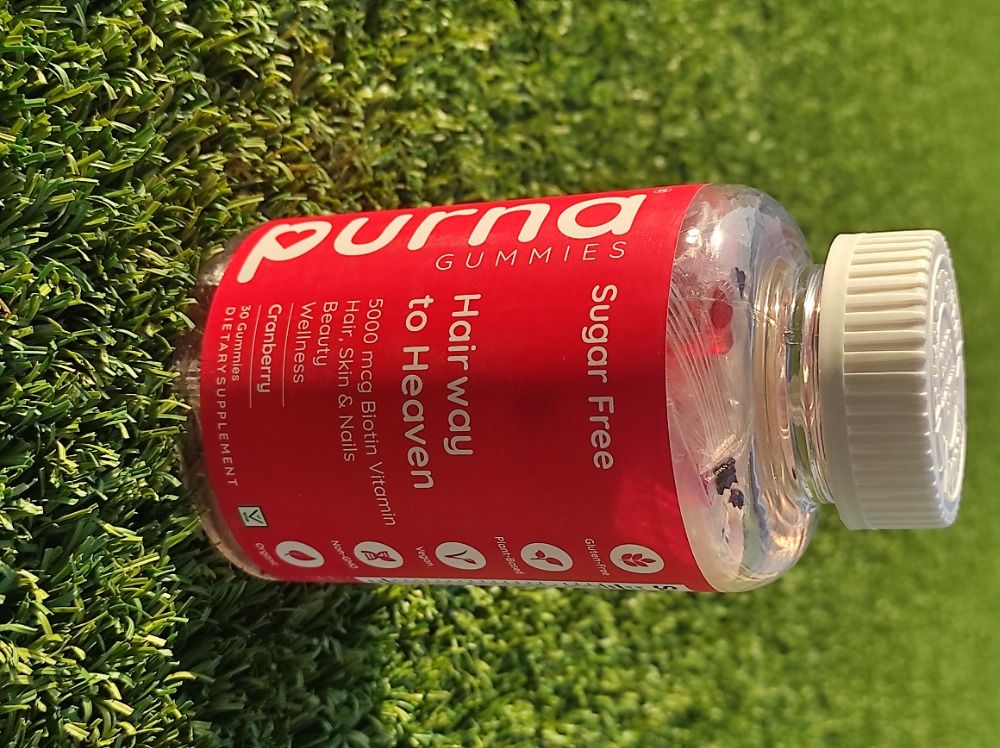 purna
GUMMIES
Sugar Free
Hair way
to Heaven
5000 mcg Biotin Vitamin
Hair, Skin & Nails
Beauty
Wellness
Cranberry
30 Gummies
DIETARY SUPPLEMENT
Gluten-Free
Plant-Based
Vegan
Non-GMO
Organic